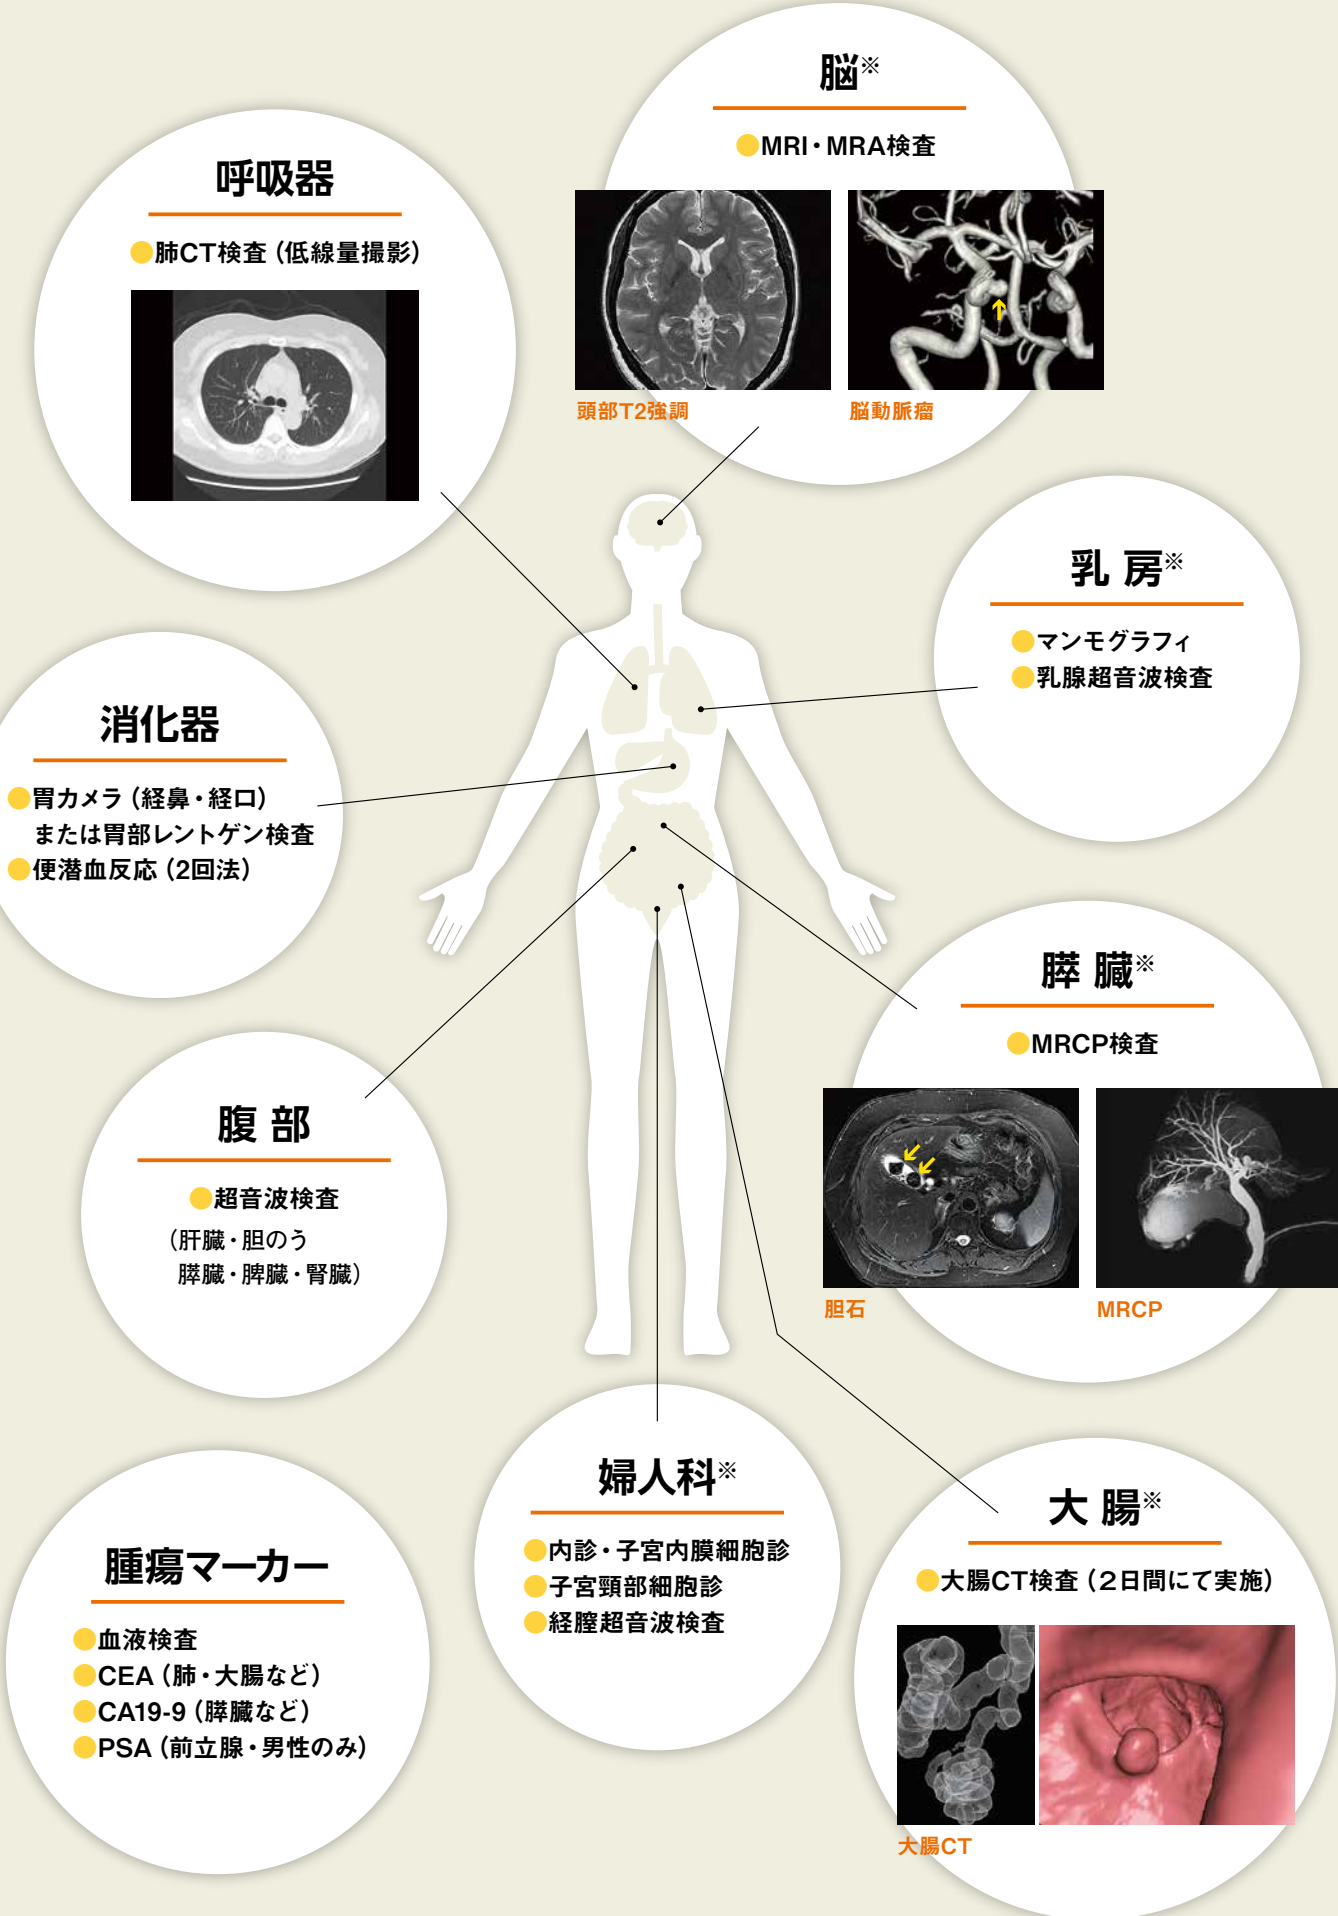 脳※
●MRI・MRA検査
頭部T2強調
脳動脈瘤
呼吸器
●肺CT検査(低線量撮影)
乳房※
●マンモグラフィ
●乳腺超音波検査
消化器
●胃カメラ(経鼻・経口)
または胃部レントゲン検査
●便潜血反応(2回法)
膵臓※
●MRCP検査
胆石
MRCP
腹部
●超音波検査
(肝臓・胆のう
膵臓・脾臓・腎臓)
婦人科※
●内診・子宮内膜細胞診
●子宮頸部細胞診
●経膣超音波検査
大腸※
●大腸CT検査(2日間にて実施)
大腸CT
腫瘍マーカー
●血液検査
●CEA(肺・大腸など)
●CA19-9(膵臓など)
●PSA(前立腺・男性のみ)